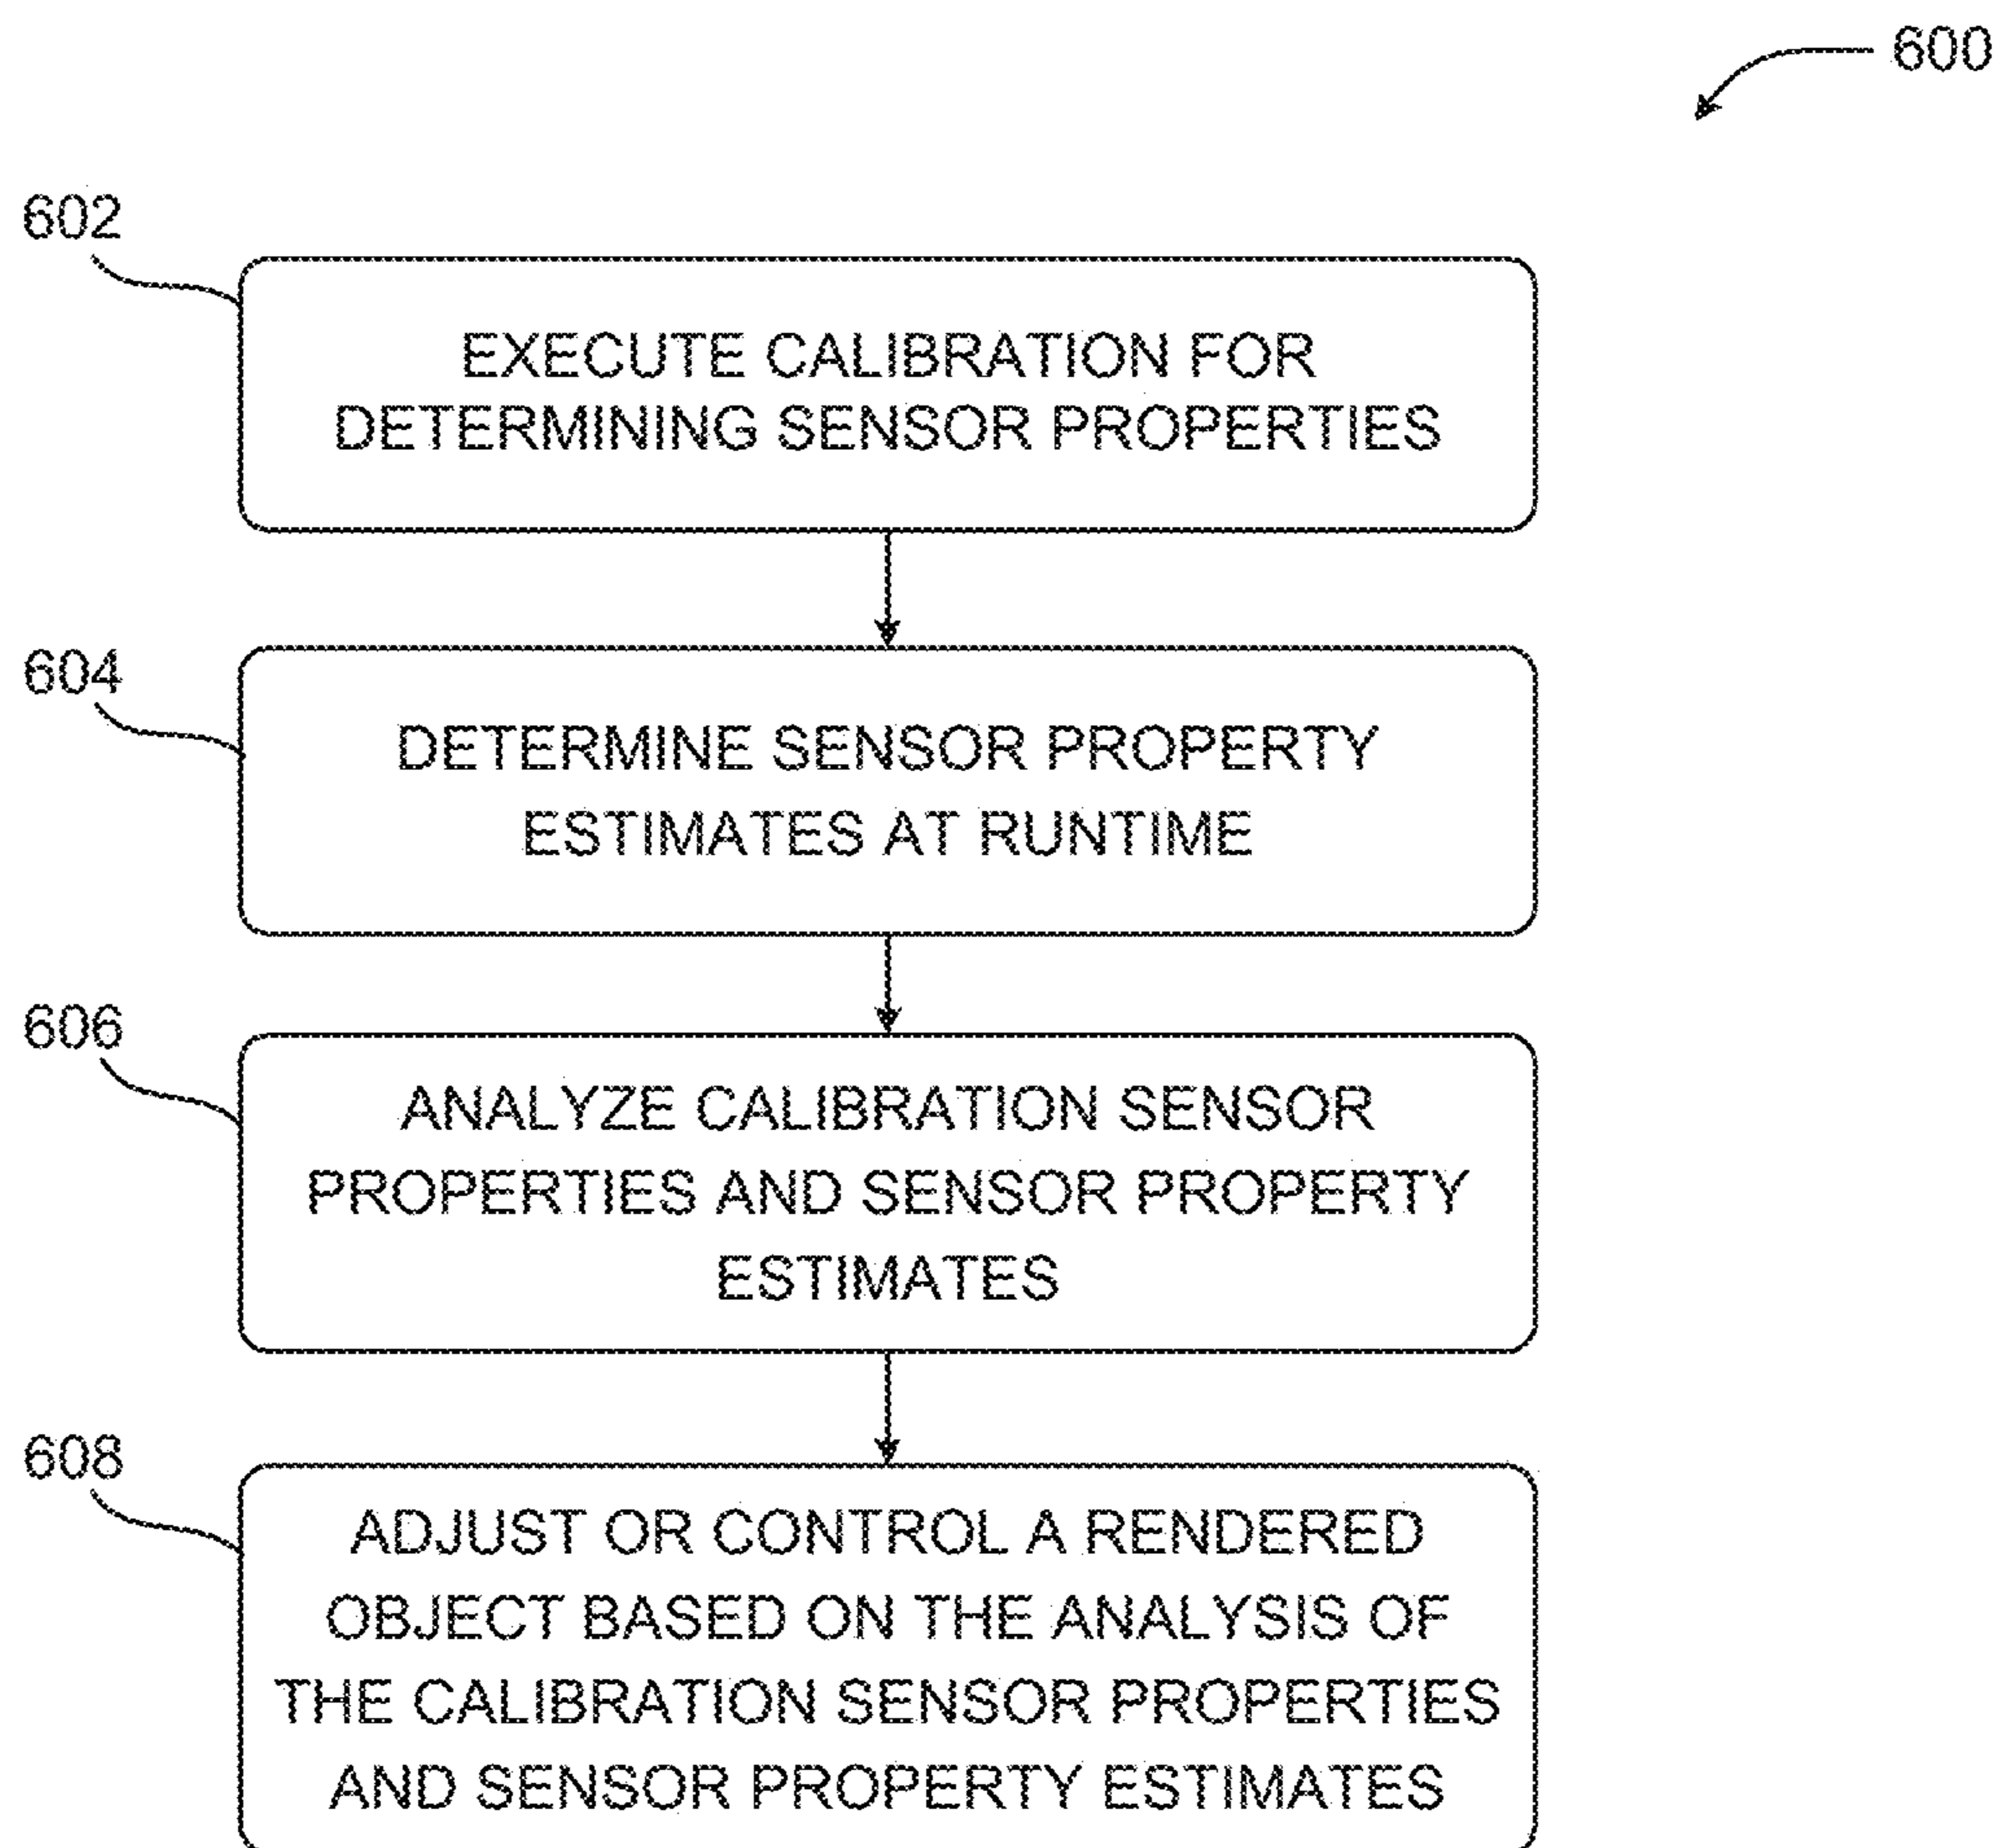 600
602
EXECUTE CALIBRATION FOR
DETERMINING SENSOR PROPERTIES
604
DETERMINE SENSOR PROPERTY
ESTIMATES AT RUNTIME
606
ANALYZE CALIBRATION SENSOR
PROPERTIES AND SENSOR PROPERTY
ESTIMATES
608
ADJUST OR CONTROL A RENDERED
OBJECT BASED ON THE ANALYSIS OF
THE CALIBRATION SENSOR PROPERTIES
AND SENSOR PROPERTY ESTIMATES